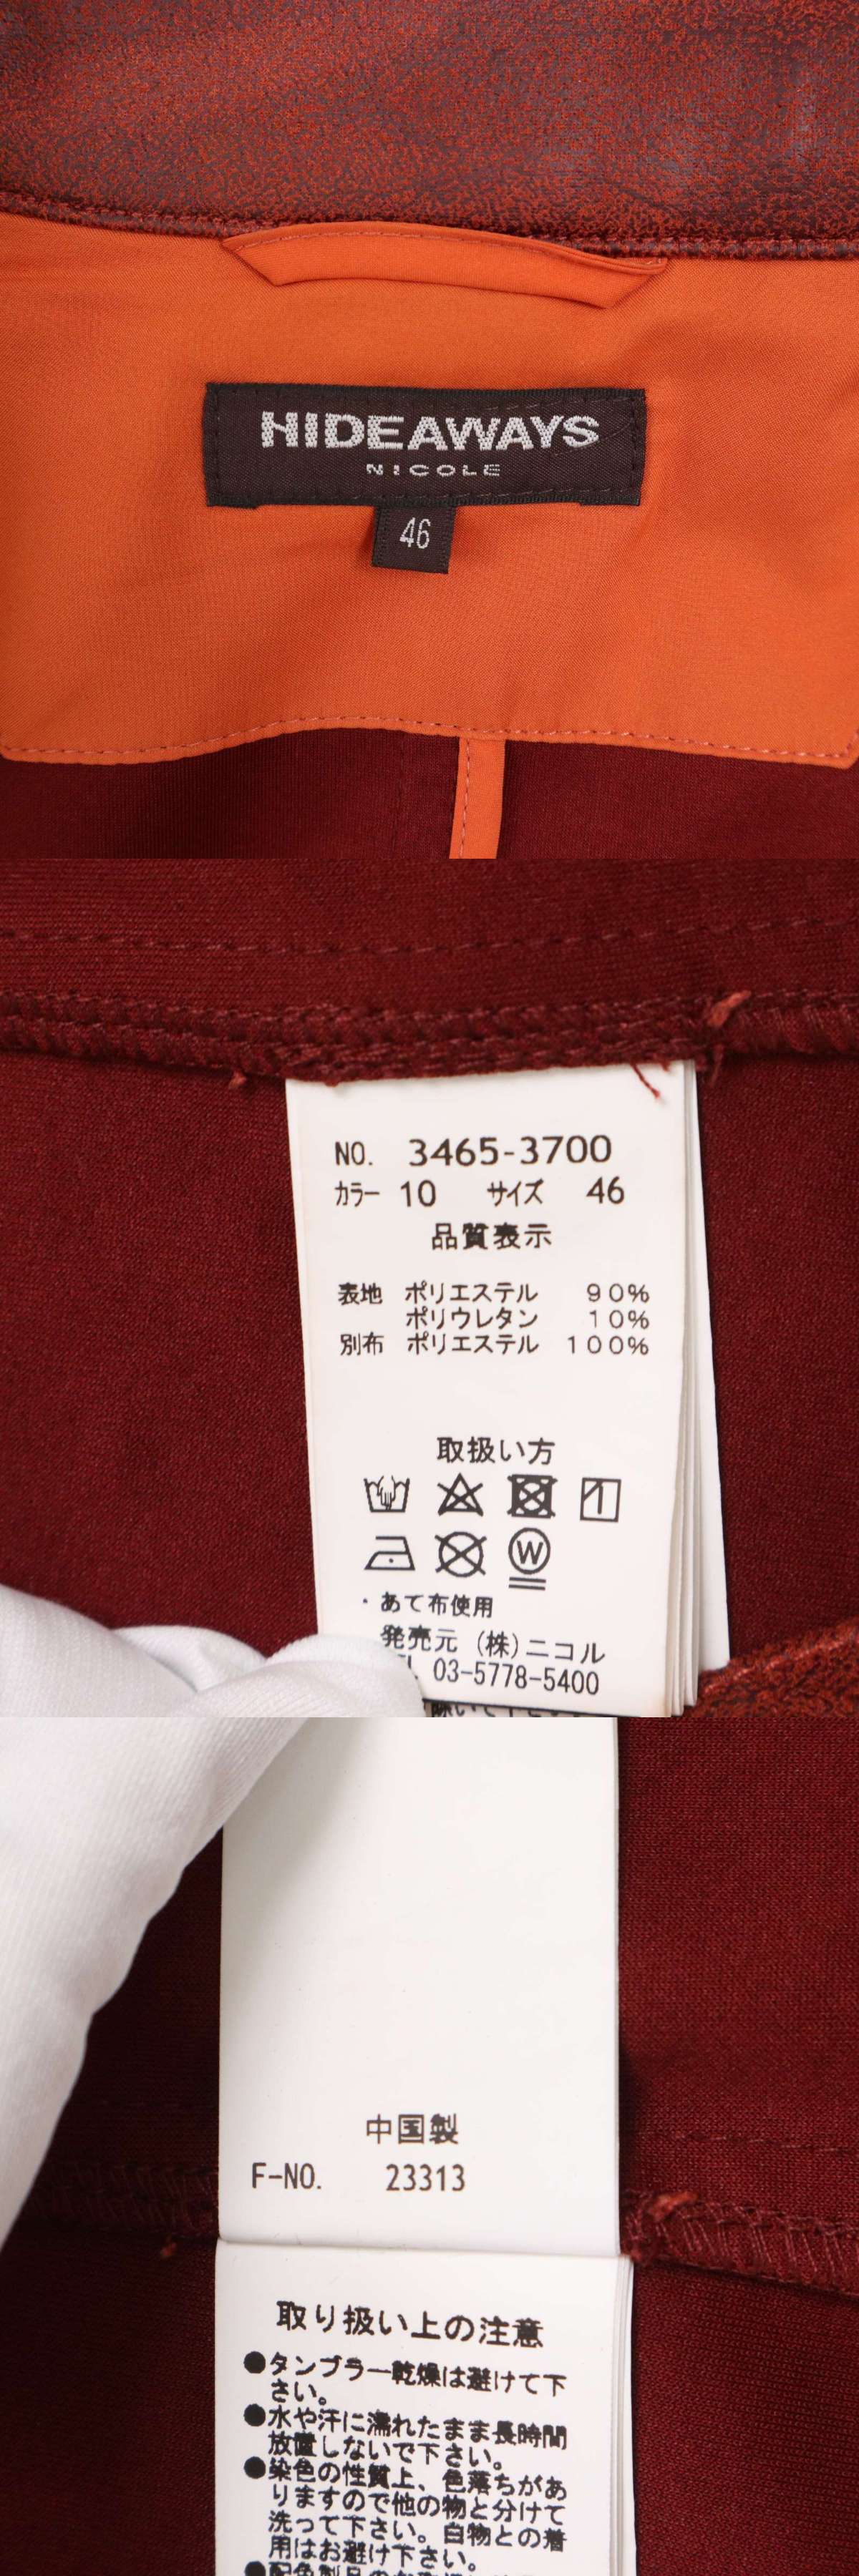 HIDEAWAYS
NICOLE
46
NO. 3465-3700
カラー 10 サイズ 46
品質表示
表地 ポリエステル 90%
ポリウレタン 10%
別布 ポリエステル 100%
取扱い方
W
・あて布使用
発売元 (株)ニコル
03-5778-5400
中国製
F-NO. 23313
取り扱い上の注意
●タンブラー乾燥は避けて下
さい。
●水や汗に濡れたまま長時間
放置しないで下さい。
●染色の性質上、色落ちがあ
りますので他の物と分けて
洗って下さい。白物との着
用はお避け下さい。